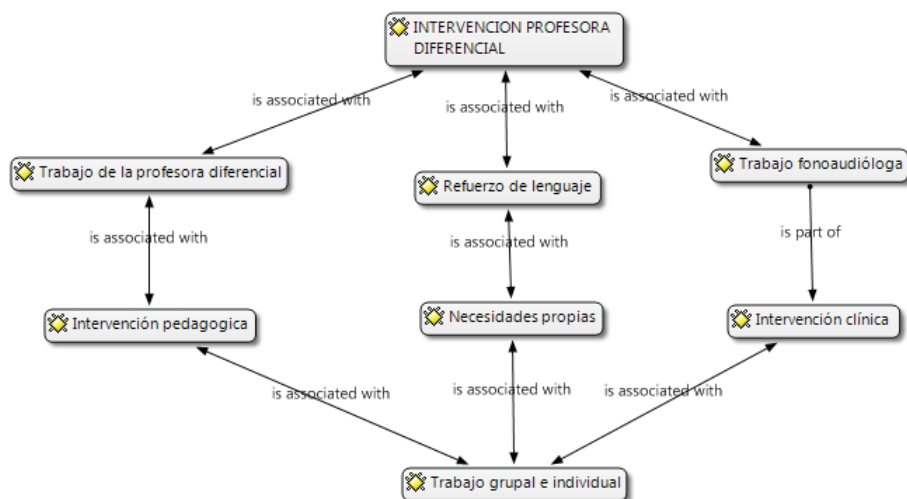 INTERVENCION PROFESORA
DIFERENCIAL
is associated with
is associated with
is associated with
Trabajo de la profesora diferencial
Refuerzo de lenguaje
Trabajo fonoaudióloga
is associated with
is associated with
is part of
Intervención pedagogica
Necesidades propias
Intervención clínica
is associated with
is associated with
is associated with
Trabajo grupal e individual